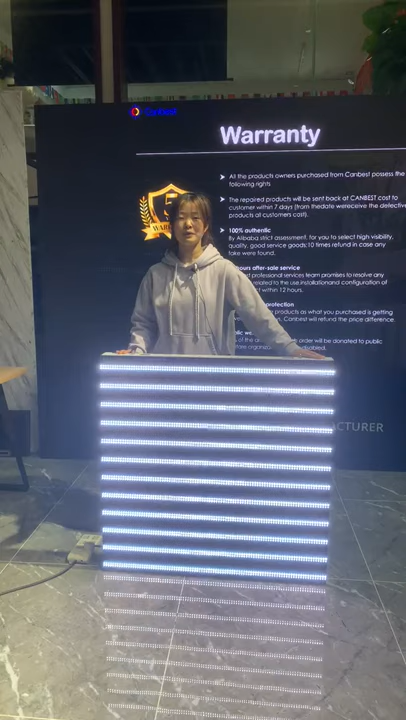 Canbest
Warranty
All the products owners purchased from Canbest possess the
following rights
The repaired products will be sent back at CANBEST cost to
customer within 7 days (from thedate wereceive the defective
products at customers cost).
5
100% authentic
By Alibaba strict assessment, for you to select high visibility,
quality, good service goods;10 times refund in case any
fake were found.
hours after-sale service
professional services team promises to resolve any
related to the use,installationand configuration of
within 12 hours.
protection
products as what you purchased is getting
Canbest will refund the price difference.
order will be donated to public